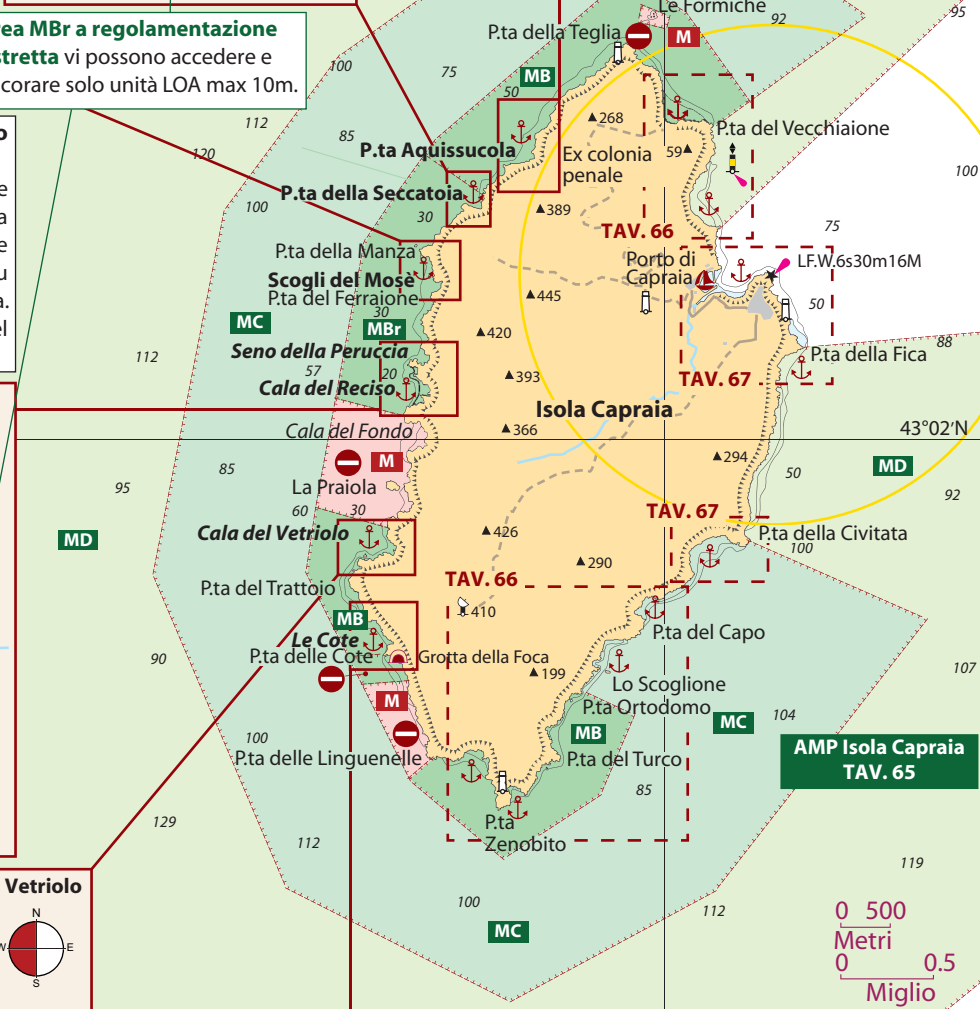 Le Formiche
92
95
P.ta della Teglia
M
rea MBr a regolamentazione
stretta vi possono accedere e
corare solo unità LOA max 10m.
100
75
MB
50
112
268
P.ta del Vecchiaione
85
P.ta Aquissucola
59
120
Ex colonia
penale
100
P.ta della Seccatoia
100
30
389
75
TAV. 66
P.ta della Manza
Porto di
Capraia
LF.W.6s30m16M
Scogli del Mosè
P.ta del Ferraione
445
50
30
MC
MBr
420
88
Seno della Peruccia
112
P.ta della Fica
57
20
393
TAV. 67
Cala del Reciso
Isola Capraia
Cala del Fondo
366
43°02'N
M
294
85
50
MD
La Praiola
95
92
60
30
TAV. 67
Cala del Vetriolo
426
P.ta della Civitata
MD
100
290
TAV. 66
P.ta del Trattoio
410
MB
P.ta del Capo
Le Cote
P.ta delle Cote
Grotta della Foca
90
107
199
Lo Scoglione
M
P.ta Ortodomo
104
MC
MB
100
AMP Isola Capraia
TAV. 65
P.ta delle Linguenelle
P.ta del Turco
85
129
P.ta
Zenobito
112
119
Vetriolo
100
112
0 500
Metri
N
MC
W
E
0 0.5
S
Miglio